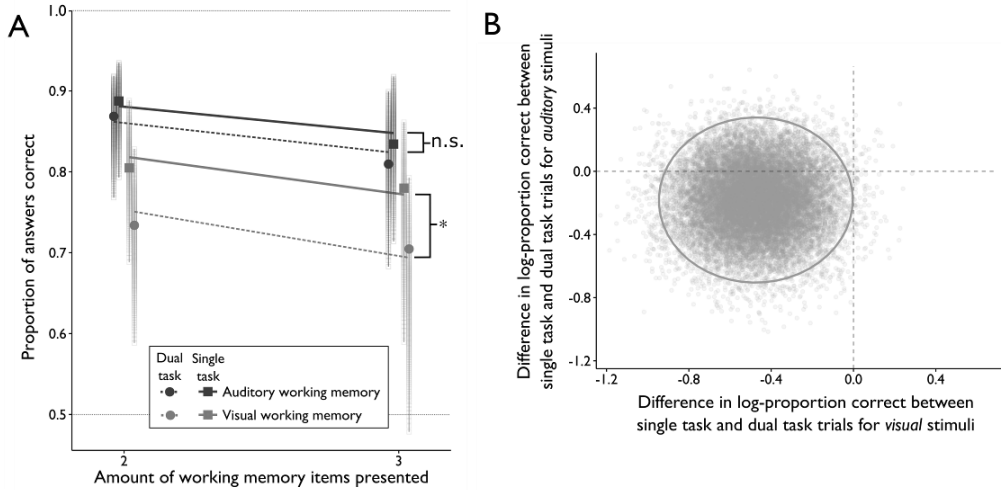 A
1.0
0.9
0.8
0.7
0.6
0.5
Proportion of answers correct
n.s.
*
Dual task
Single task
Auditory working memory
Visual working memory
2
3
Amount of working memory items presented
B
Difference in log-proportion correct between
single task and dual task trials for auditory stimuli
0.4
0.0
-0.4
-0.8
-1.2
-1.2
-0.8
-0.4
0.0
0.4
Difference in log-proportion correct between
single task and dual task trials for visual stimuli